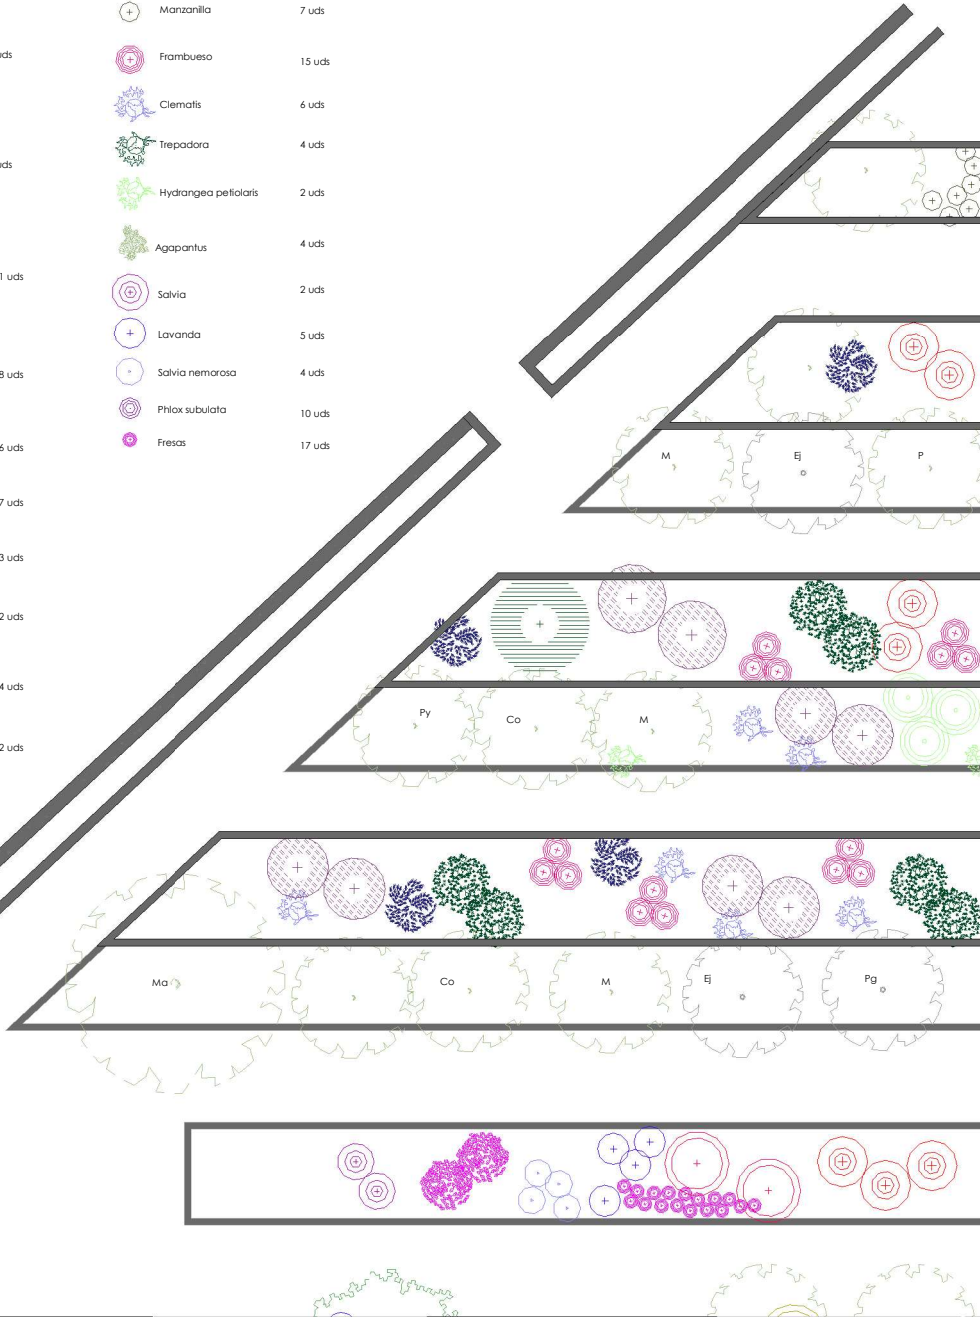 Manzanilla 7 uds
uds
Frambueso 15 uds
Clematis 6 uds
Trepadora 4 uds
uds
Hydrangea petiolaris 2 uds
Agapantus 4 uds
1 uds
Salvia 2 uds
Lavanda 5 uds
8 uds
Salvia nemorosa 4 uds
Phlox subulata 10 uds
Fresas 17 uds
6 uds
M
Ej
P
7 uds
3 uds
2 uds
4 uds
Py
Co
M
2 uds
Ma
Co
M
Ej
Pg